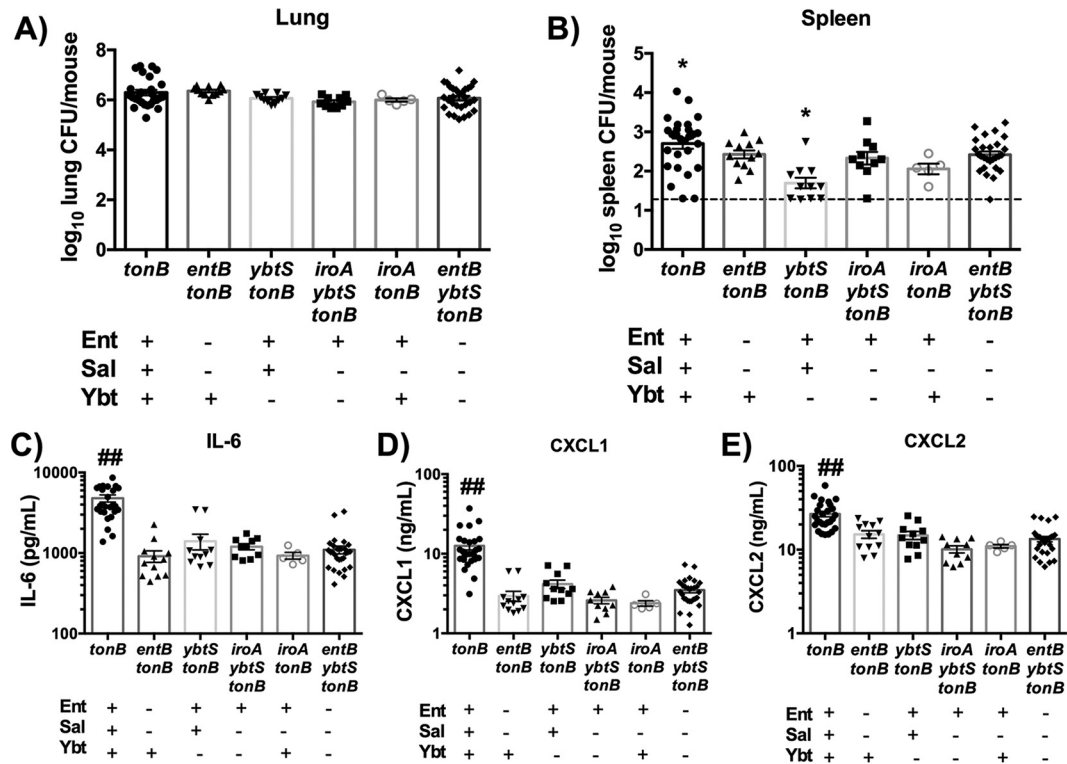 A)
Lung
log10 lung CFU/mouse
8
6
4
2
0
tonB entB ybtS iroA iroA entB
tonB tonB ybtS tonB ybtS
tonB tonB
Ent + - + + + -
Sal + - + - - -
Ybt + + - - + -
B)
Spleen
log10 spleen CFU/mouse
5
4
3
2
1
0
*
*
tonB entB ybtS iroA iroA entB
tonB tonB ybtS tonB ybtS
tonB tonB
Ent + - + + + -
Sal + - + - - -
Ybt + + - - + -
C)
IL-6
IL-6 (pg/mL)
10000
1000
100
##
tonB entB ybtS iroA iroA entB
tonB tonB ybtS tonB ybtS
tonB tonB
Ent + - + + + -
Sal + - + - - -
Ybt + + - - + -
D)
CXCL1
CXCL1 (ng/mL)
100
10
1
##
tonB entB ybtS iroA iroA entB
tonB tonB ybtS tonB ybtS
tonB tonB
Ent + - + + + -
Sal + - + - - -
Ybt + + - - + -
E)
CXCL2
CXCL2 (ng/mL)
100
10
1
##
tonB entB ybtS iroA iroA entB
tonB tonB ybtS tonB ybtS
tonB tonB
Ent + - + + + -
Sal + - + - - -
Ybt + + - - + -